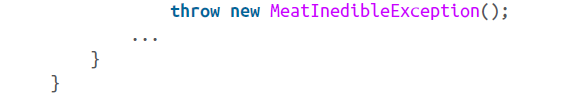 throw new MeatInedibleException();
...
}
}